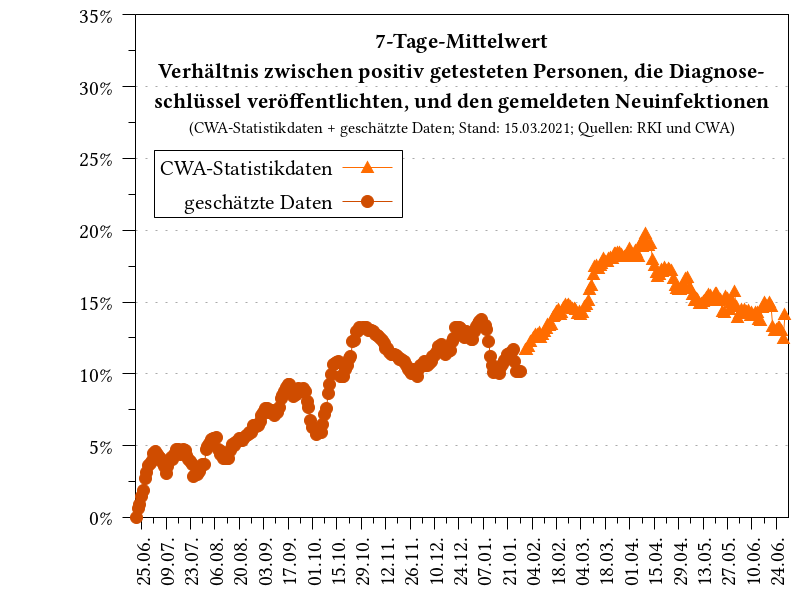 7-Tage-Mittelwert
Verhältnis zwischen positiv getesteten Personen, die Diagnose-
schlüssel veröffentlichten, und den gemeldeten Neuinfektionen
(CWA-Statistikdaten + geschätzte Daten; Stand: 15.03.2021; Quellen: RKI und CWA)
CWA-Statistikdaten
geschätzte Daten
35%
30%
25%
20%
15%
10%
5%
0%
25.06. 09.07. 23.07. 06.08. 20.08. 03.09. 17.09. 01.10. 15.10. 29.10. 12.11. 26.11. 10.12. 24.12. 07.01. 21.01. 04.02. 18.02. 04.03. 18.03. 01.04. 15.04. 29.04. 13.05. 27.05. 10.06. 24.06.